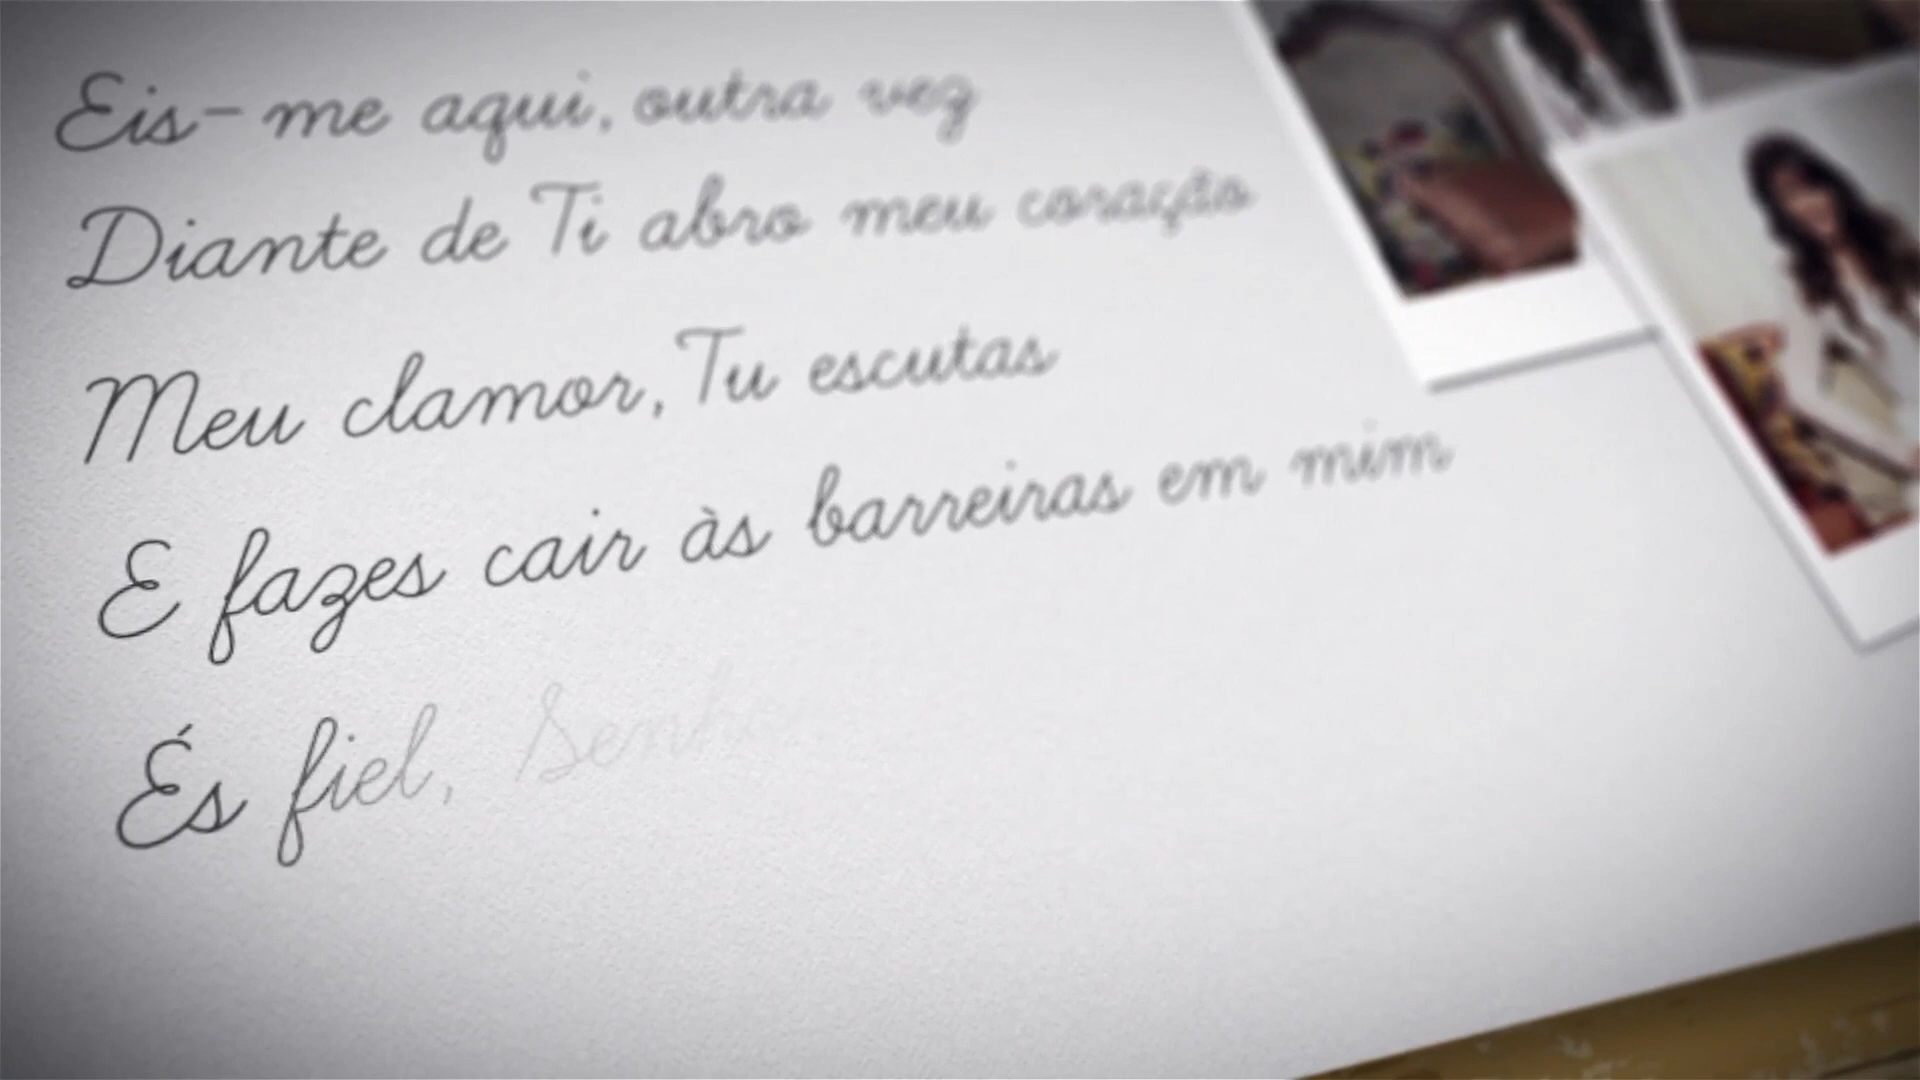 Eis-me aqui, outra vez
Diante de Ti abro meu coração
Meu clamor, Tu escutas
E fazes cair às barreiras em mim
És fiel,